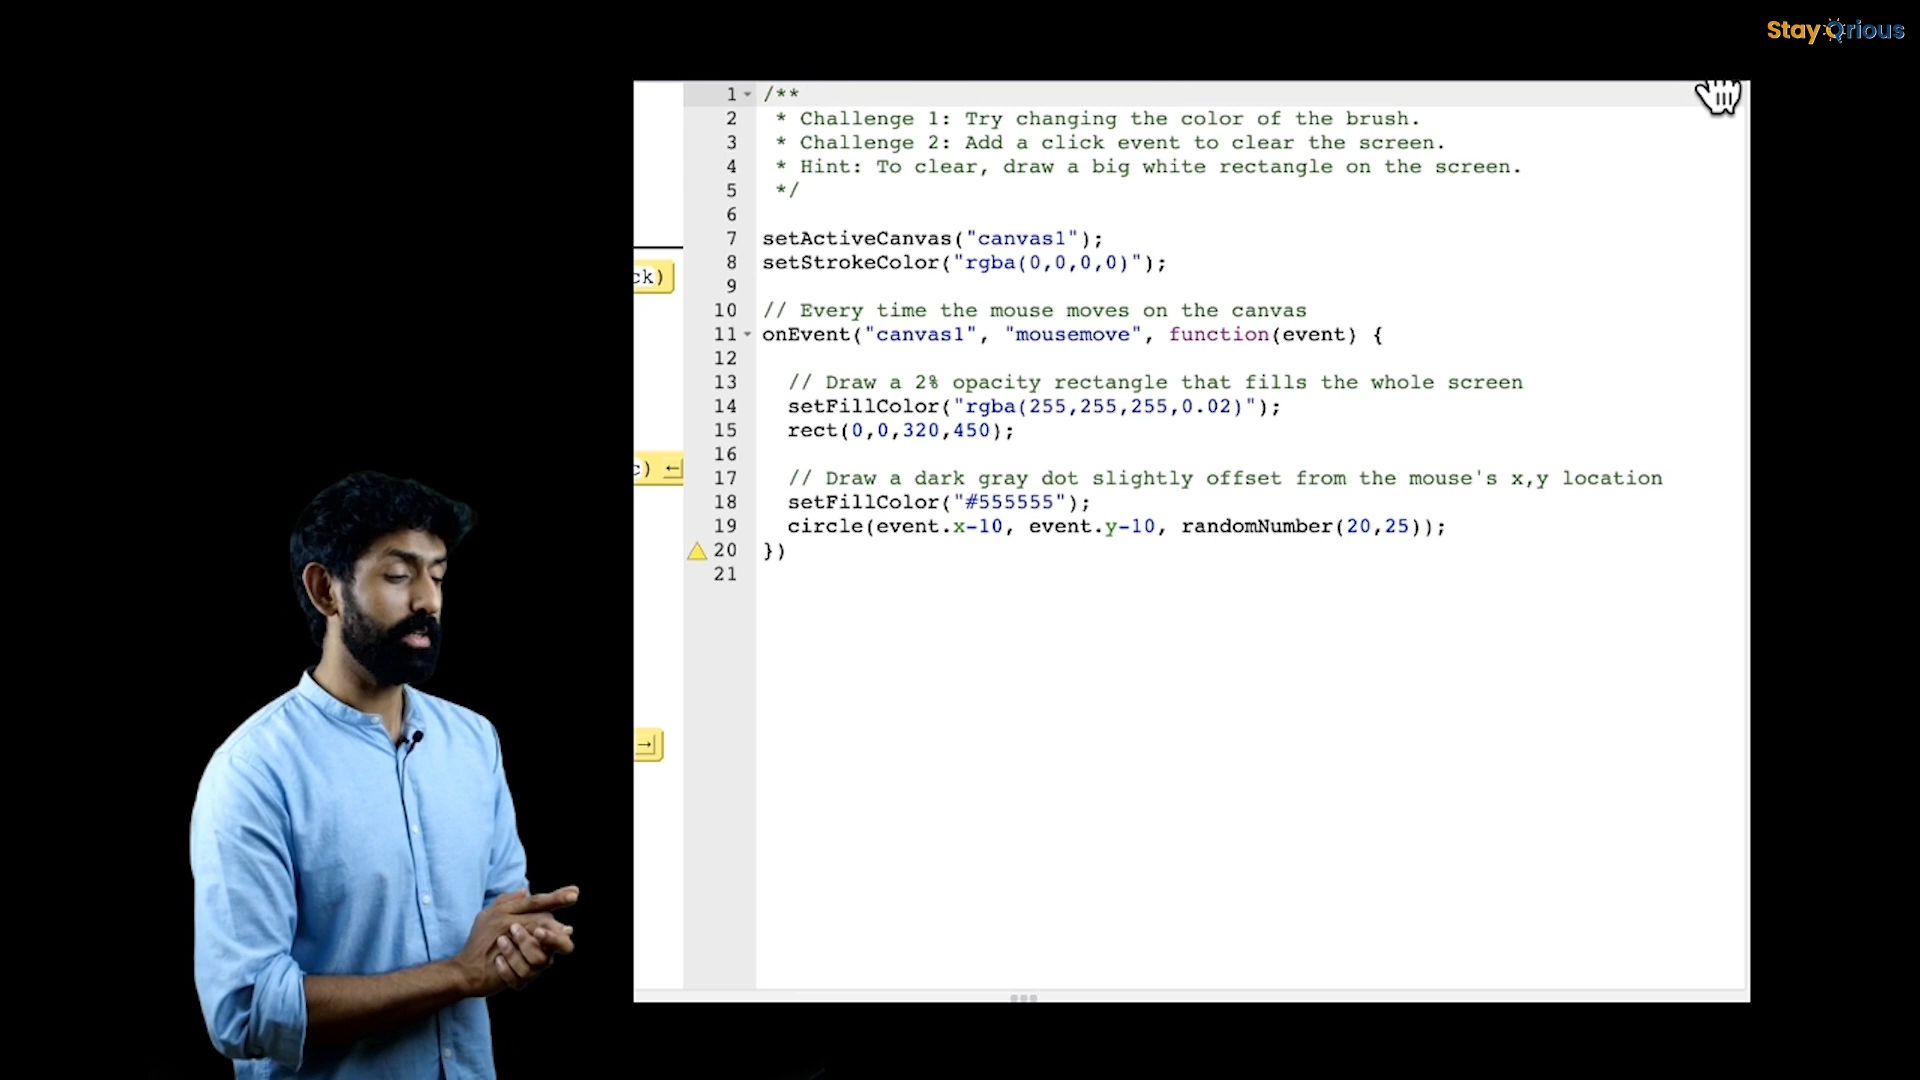 StayQrious
1 /**
2 * Challenge 1: Try changing the color of the brush.
3 * Challenge 2: Add a click event to clear the screen.
4 * Hint: To clear, draw a big white rectangle on the screen.
5 */
6
7 setActiveCanvas("canvas1");
8 setStrokeColor("rgba(0,0,0,0)");
9
ck)
10 // Every time the mouse moves on the canvas
11 onEvent("canvas1", "mousemove", function(event) {
12
13 // Draw a 2% opacity rectangle that fills the whole screen
14 setFillColor("rgba(255,255,255,0.02)");
15 rect(0,0,320,450);
16
c) ←
17 // Draw a dark gray dot slightly offset from the mouse's x,y location
18 setFillColor("#555555");
19 circle(event.x-10, event.y-10, randomNumber(20,25));
20 })
21
→